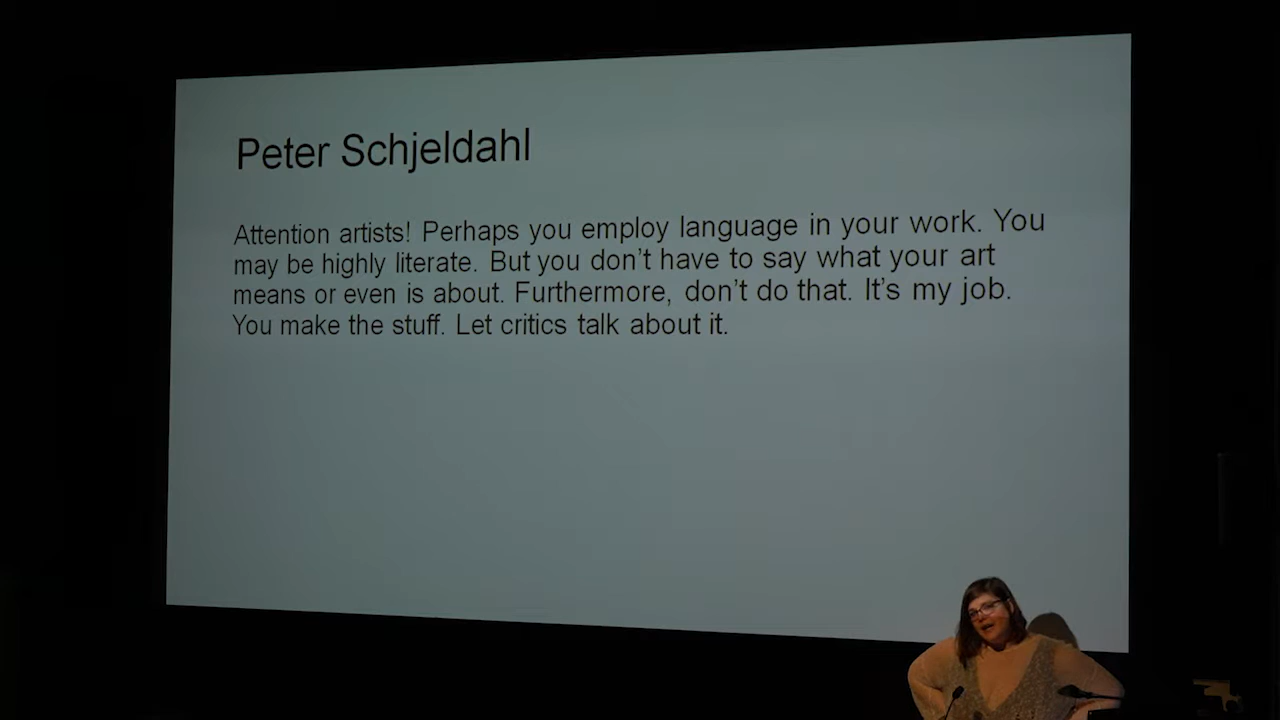 Peter Schjeldahl
Attention artists! Perhaps you employ language in your work. You
may be highly literate. But you don’t have to say what your art
means or even is about. Furthermore, don’t do that. It’s my job.
You make the stuff. Let critics talk about it.